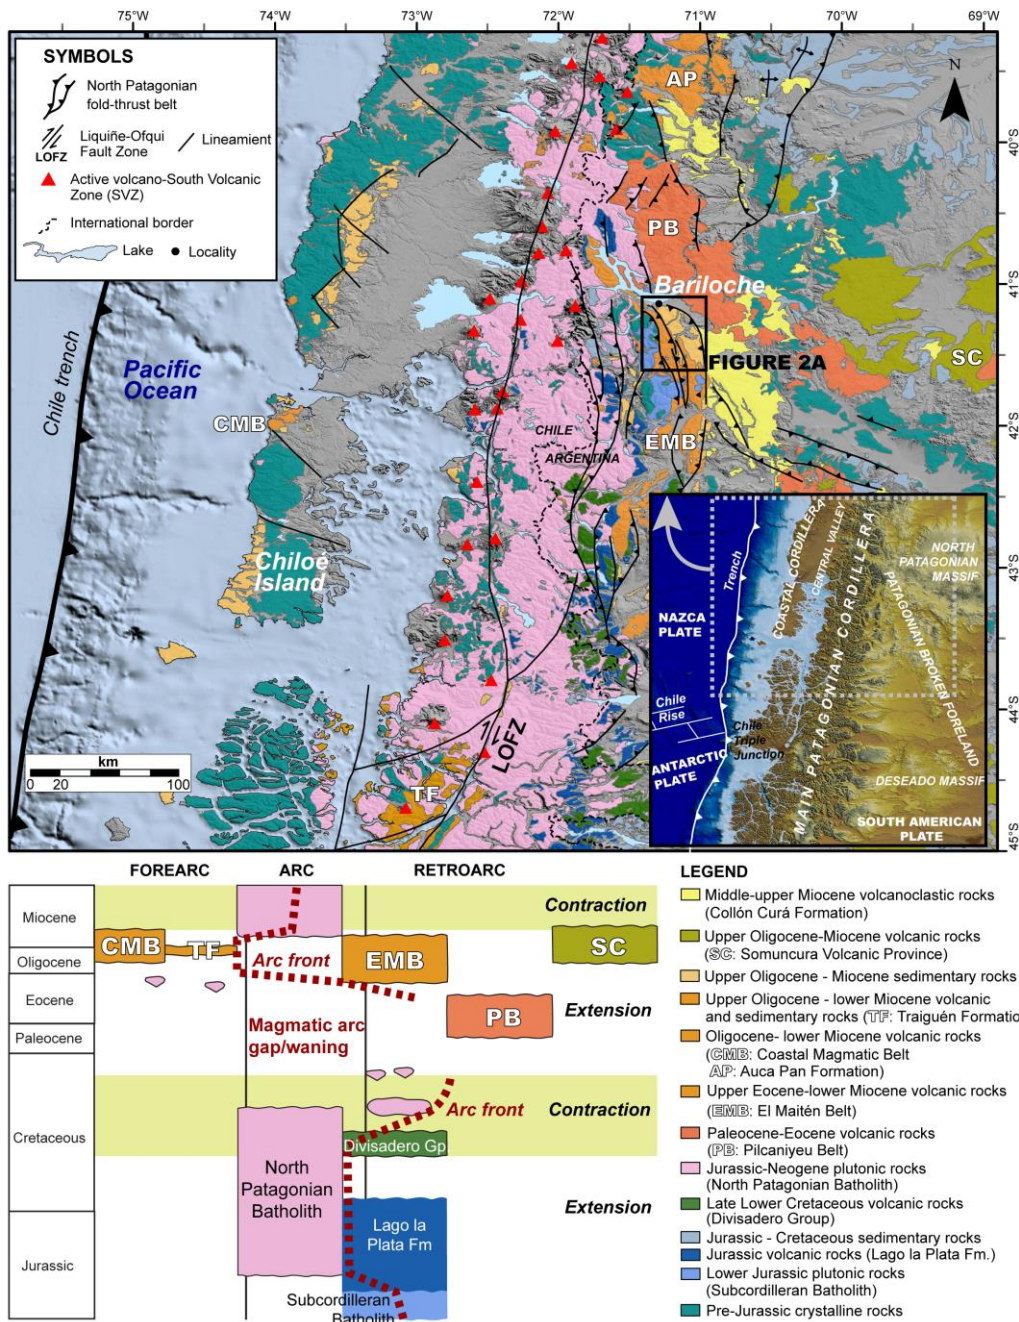 75°W
74°W
73°W
72°W
71°W
70°W
69°W
SYMBOLS
North Patagonian
fold-thrust belt
LOFZ
Liquiñe-Ofqui
Fault Zone
Lineamient
Active volcano-South Volcanic
Zone (SVZ)
International border
Lake
Locality
N
AP
40°S
PB
Bariloche
41°S
FIGURE 2A
SC
Chile trench
Pacific
Ocean
CMB
CHILE
ARGENTINA
EMB
42°S
Chiloé
Island
43°S
44°S
45°S
LOFZ
TF
km
0
20
100
Trench
COASTAL CORDILLERA
CENTRAL VALLEY
MAIN PATAGONIAN CORDILLERA
NORTH
PATAGONIAN
MASSIF
PATAGONIAN BROKEN FORELAND
NAZCA
PLATE
Chile
Rise
Chile
Triple
Junction
ANTARCTIC
PLATE
DESEADO MASSIF
SOUTH AMERICAN
PLATE
FOREARC
ARC
RETROARC
Miocene
Oligocene
Eocene
Paleocene
Cretaceous
Jurassic
Contraction
CMB
TF
Arc front
EMB
SC
PB
Extension
Magmatic arc
gap/waning
Arc front
Contraction
Divisadero Gp
North
Patagonian
Batholith
Extension
Lago la
Plata Fm
Subcordilleran
Batholith
LEGEND
Middle-upper Miocene volcanoclastic rocks
(Collón Curá Formation)
Upper Oligocene-Miocene volcanic rocks
(SC: Somuncura Volcanic Province)
Upper Oligocene - Miocene sedimentary rocks
Upper Oligocene - lower Miocene volcanic
and sedimentary rocks (TF: Traiguén Formatio
Oligocene- lower Miocene volcanic rocks
(CMB: Coastal Magmatic Belt
AP: Auca Pan Formation)
Upper Eocene-lower Miocene volcanic rocks
(EMB: El Maitén Belt)
Paleocene-Eocene volcanic rocks
(PB: Pilcaniyeu Belt)
Jurassic-Neogene plutonic rocks
(North Patagonian Batholith)
Late Lower Cretaceous volcanic rocks
(Divisadero Group)
Jurassic - Cretaceous sedimentary rocks
Jurassic volcanic rocks (Lago la Plata Fm.)
Lower Jurassic plutonic rocks
(Subcordilleran Batholith)
Pre-Jurassic crystalline rocks